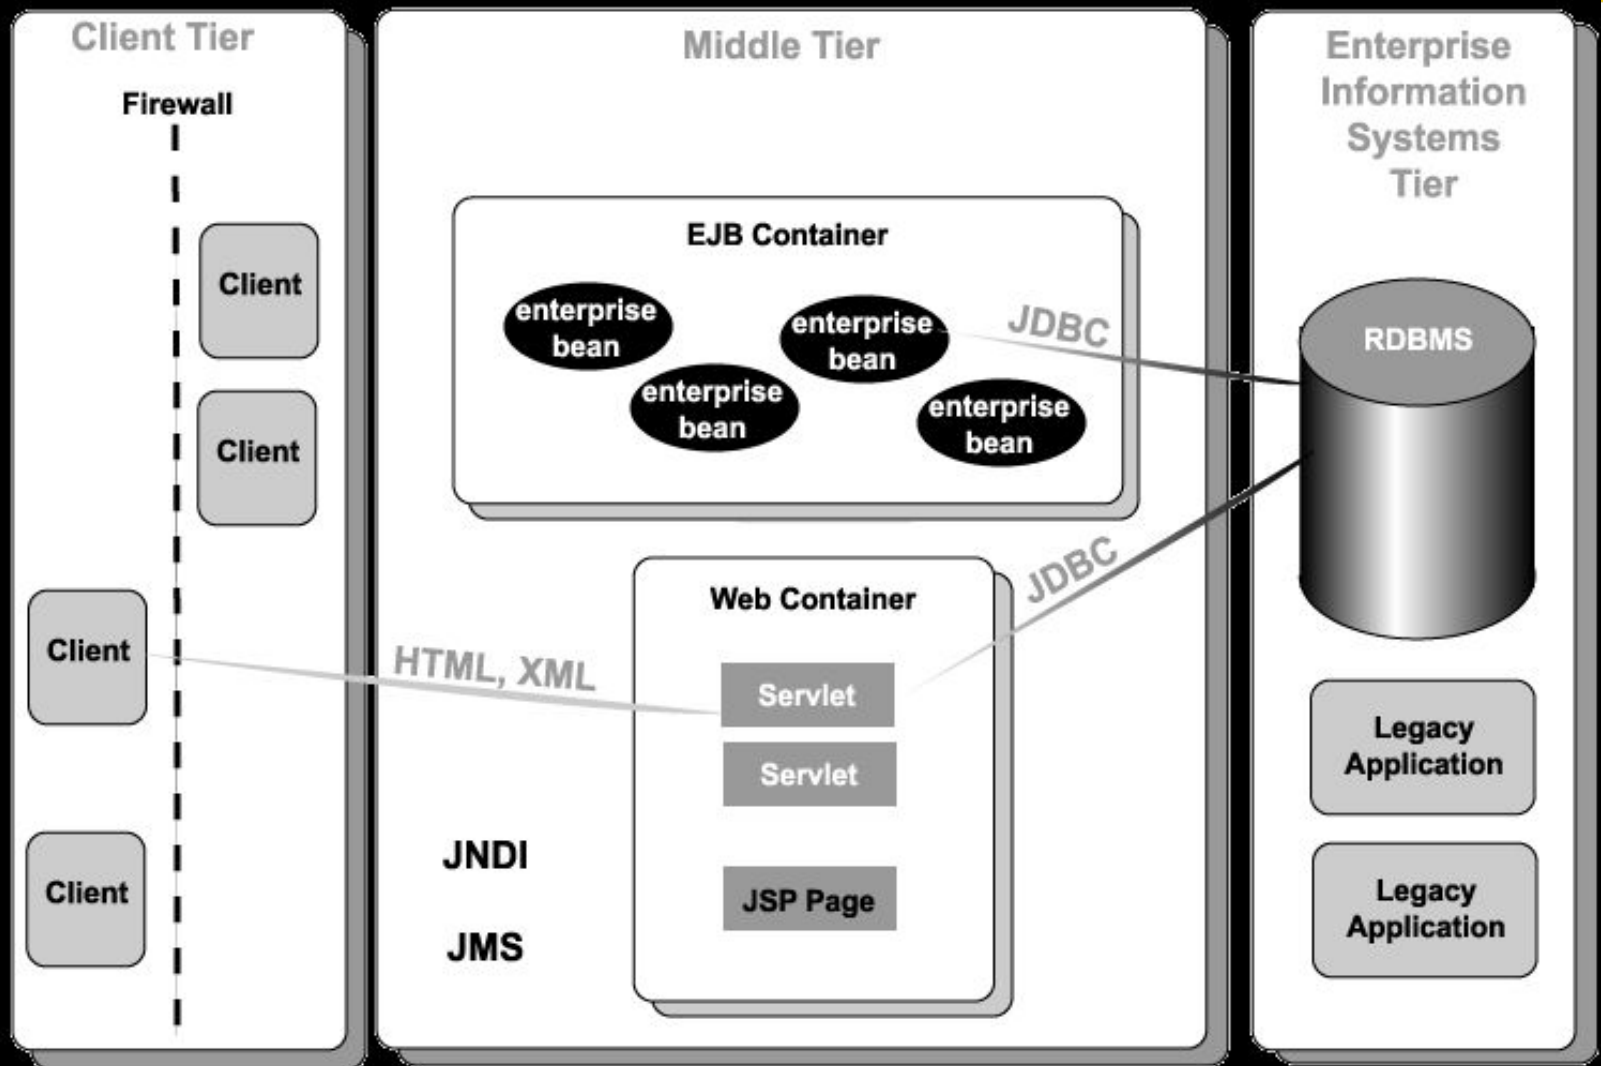 Client Tier
Firewall
Client
Client
Client
Client
Middle Tier
EJB Container
enterprise
bean
enterprise
bean
enterprise
bean
enterprise
bean
JDBC
JDBC
HTML, XML
Web Container
Servlet
Servlet
JSP Page
JNDI
JMS
Enterprise
Information
Systems
Tier
RDBMS
Legacy
Application
Legacy
Application